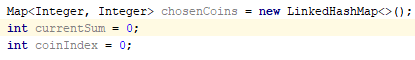 Map<Integer, Integer> chosenCoins = new LinkedHashMap<>();
int currentSum = 0;
int coinIndex = 0;